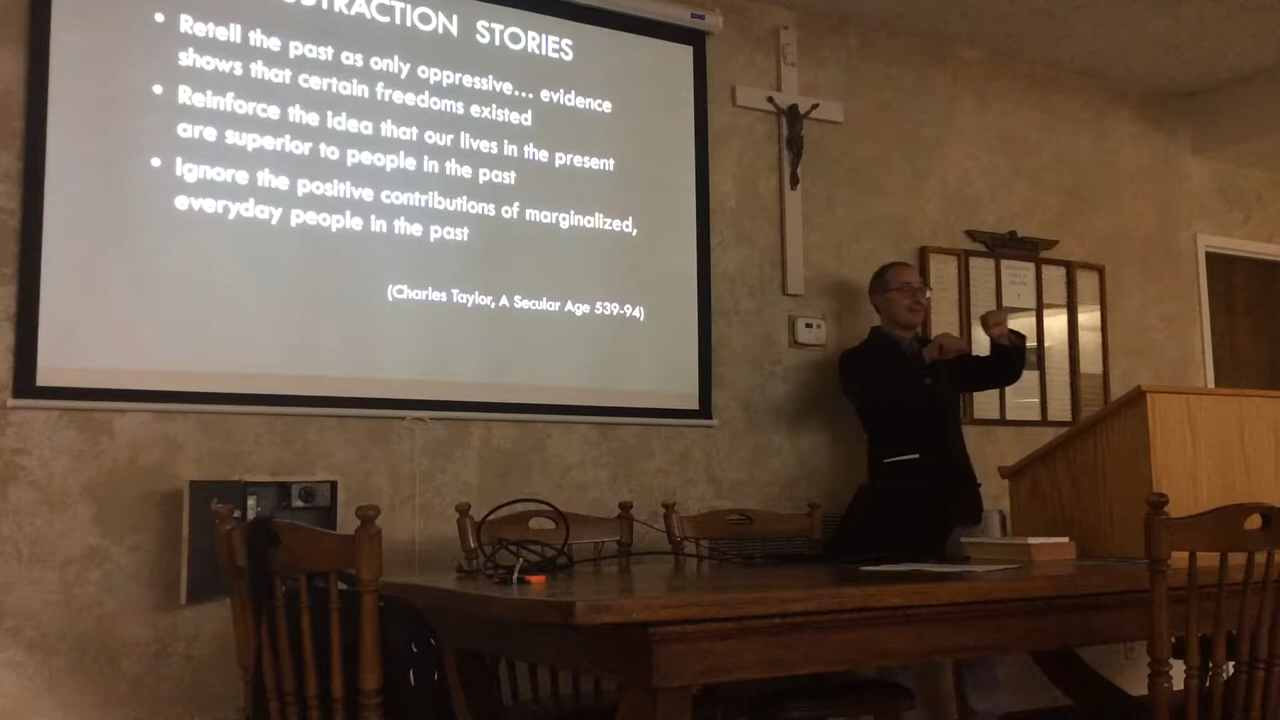 SUBTRACTION STORIES
• Retell the past as only oppressive... evidence
shows that certain freedoms existed
• Reinforce the idea that our lives in the present
are superior to people in the past
• Ignore the positive contributions of marginalized,
everyday people in the past
(Charles Taylor, A Secular Age 539-94)